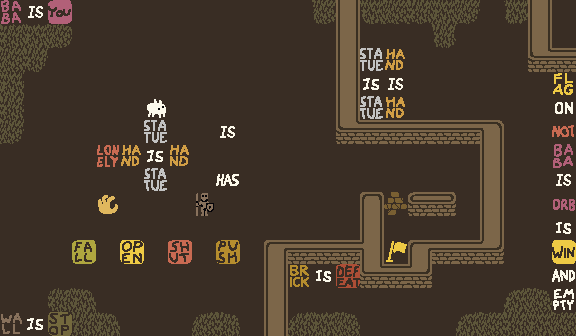 BABA IS YOU
STATUE HAND
IS IS
STATUE HAND
STATUE
IS
LONELY HAND IS HAND
STATUE
HAS
FALL OPEN SHUT PUSH
BRICK IS DEFEAT
WALL IS STOP
FLAG
ON
NOT
BABA
IS
ORB
IS
WIN
AND
EMPTY